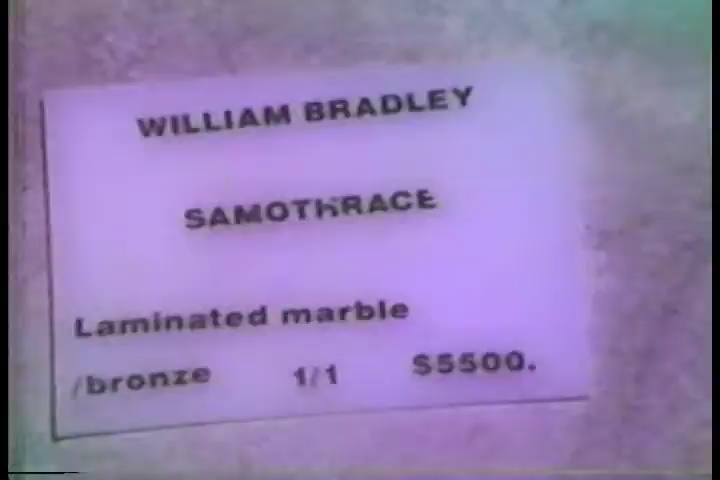 WILLIAM BRADLEY
SAMOTHRACE
Laminated marble
/bronze 1/1 $5500.